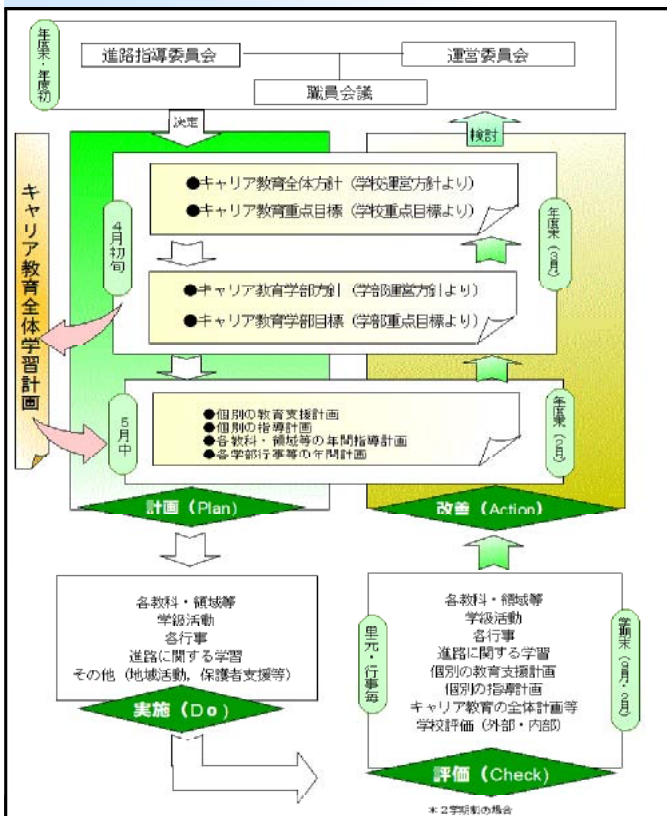 年度末・年度初
進路指導委員会
運営委員会
職員会議
決定
検討
キャリア教育全体学習計画
4月初旬
●キャリア教育全体方針（学校運営方針より）
●キャリア教育重点目標（学校重点目標より）
年度末（3月）
●キャリア教育学部方針（学部運営方針より）
●キャリア教育学部目標（学部重点目標より）
5月中
●個別の教育支援計画
●個別の指導計画
●各教科・領域等の年間指導計画
●各学部行事等の年間計画
年度末（2月）
計画（Plan）
改善（Action）
各教科・領域等
学級活動
各行事
進路に関する学習
その他（地域活動，保護者支援等）
実施（Do）
単元・行事毎
各教科・領域等
学級活動
各行事
進路に関する学習
個別の教育支援計画
個別の指導計画
キャリア教育の全体計画等
学校評価（外部・内部）
学期末（9月・2月）
評価（Check）
＊2学期制の場合